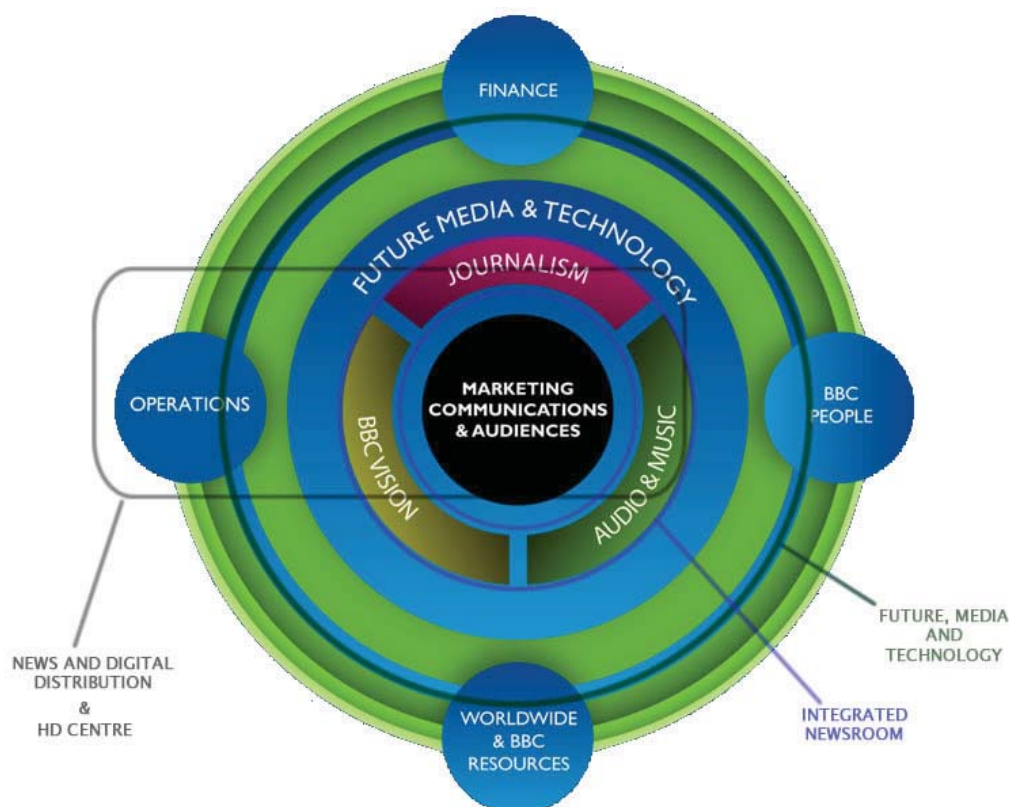 FINANCE
FUTURE MEDIA & TECHNOLOGY
JOURNALISM
OPERATIONS
MARKETING
COMMUNICATIONS
& AUDIENCES
BBC
PEOPLE
BBC VISION
AUDIO & MUSIC
FUTURE, MEDIA
AND
TECHNOLOGY
NEWS AND DIGITAL
DISTRIBUTION
&
HD CENTRE
WORLDWIDE
& BBC
RESOURCES
INTEGRATED
NEWSROOM